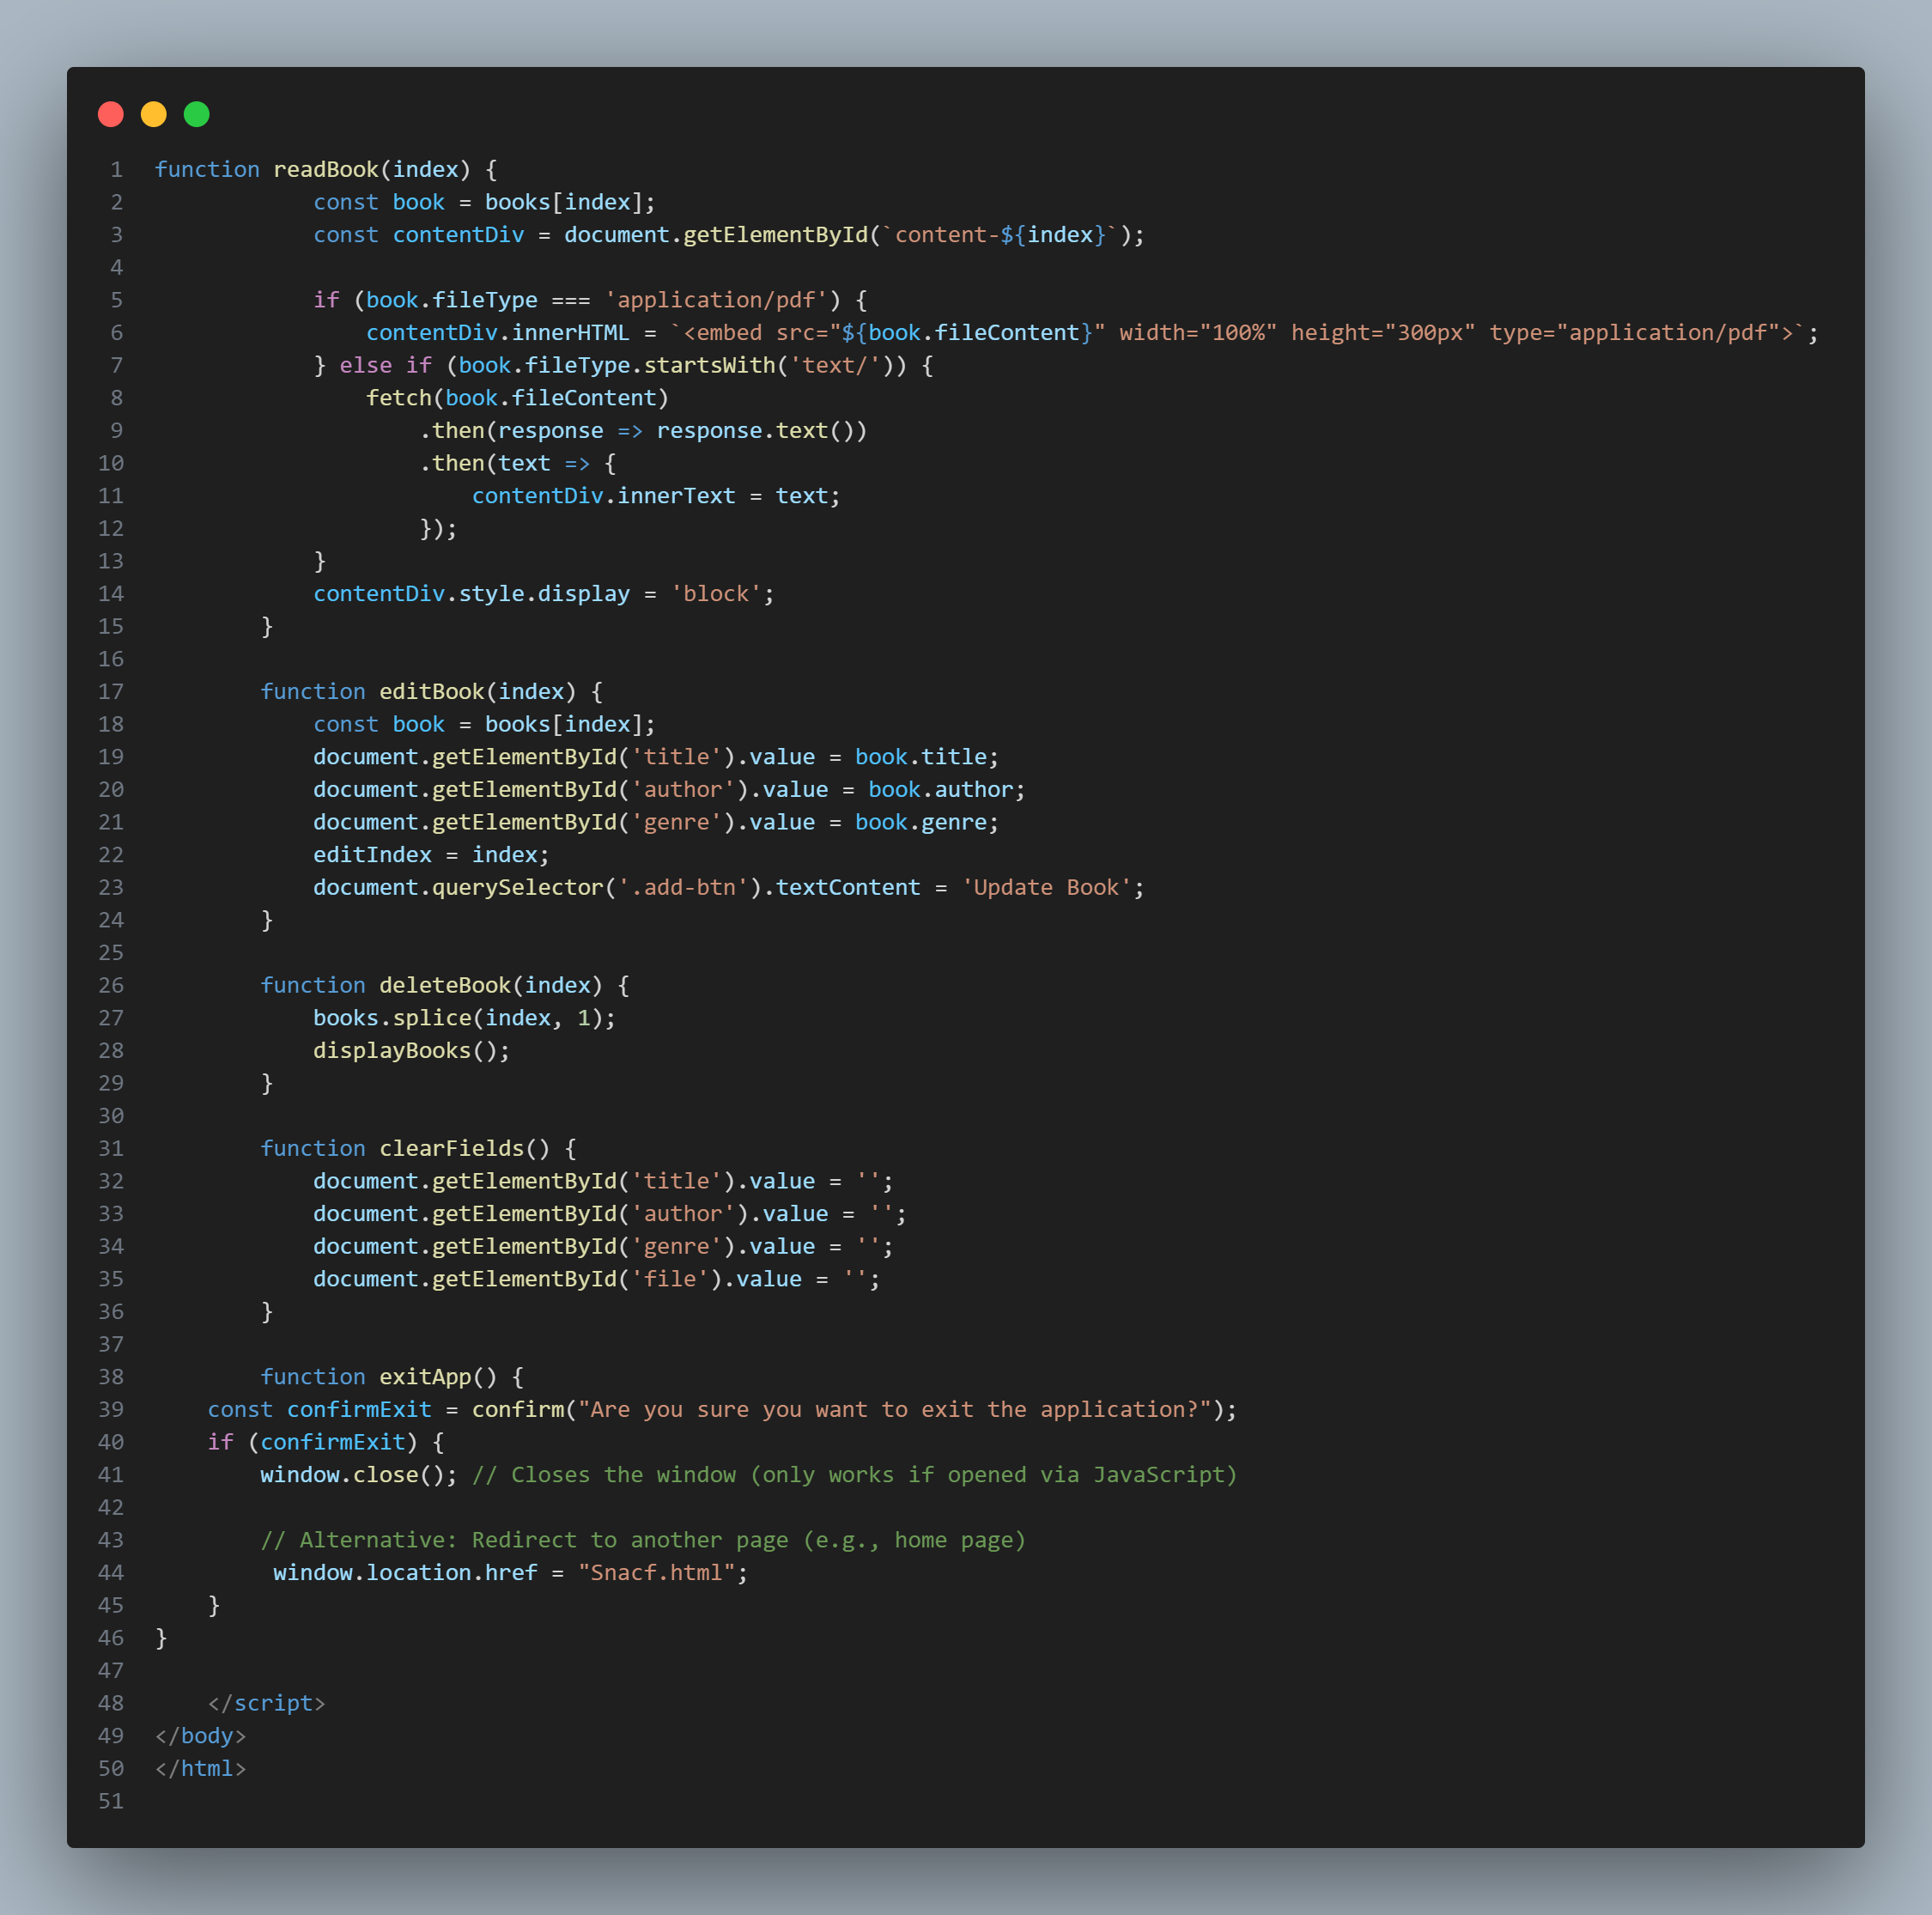 1 function readBook(index) {
2             const book = books[index];
3             const contentDiv = document.getElementById(`content-${index}`);
4
5             if (book.fileType === 'application/pdf') {
6                 contentDiv.innerHTML = `<embed src="${book.fileContent}" width="100%" height="300px" type="application/pdf">`;
7             } else if (book.fileType.startsWith('text/')) {
8                 fetch(book.fileContent)
9                     .then(response => response.text())
10                     .then(text => {
11                         contentDiv.innerText = text;
12                     });
13             }
14             contentDiv.style.display = 'block';
15         }
16
17         function editBook(index) {
18             const book = books[index];
19             document.getElementById('title').value = book.title;
20             document.getElementById('author').value = book.author;
21             document.getElementById('genre').value = book.genre;
22             editIndex = index;
23             document.querySelector('.add-btn').textContent = 'Update Book';
24         }
25
26         function deleteBook(index) {
27             books.splice(index, 1);
28             displayBooks();
29         }
30
31         function clearFields() {
32             document.getElementById('title').value = '';
33             document.getElementById('author').value = '';
34             document.getElementById('genre').value = '';
35             document.getElementById('file').value = '';
36         }
37
38         function exitApp() {
39     const confirmExit = confirm("Are you sure you want to exit the application?");
40     if (confirmExit) {
41         window.close(); // Closes the window (only works if opened via JavaScript)
42
43         // Alternative: Redirect to another page (e.g., home page)
44          window.location.href = "Snacf.html";
45     }
46 }
47
48     </script>
49 </body>
50 </html>
51